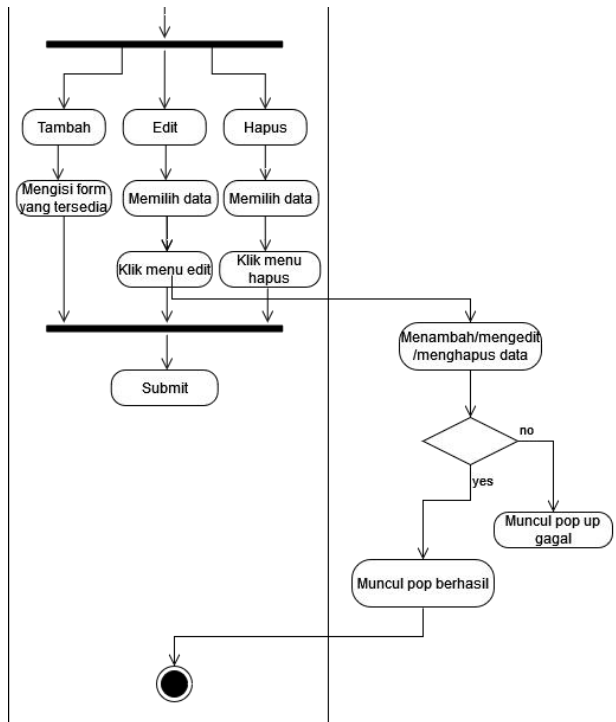 Tambah
Edit
Hapus
Mengisi form
yang tersedia
Memilih data
Memilih data
Klik menu edit
Klik menu
hapus
Menambah/mengedit
/menghapus data
Submit
no
yes
Muncul pop up
gagal
Muncul pop berhasil